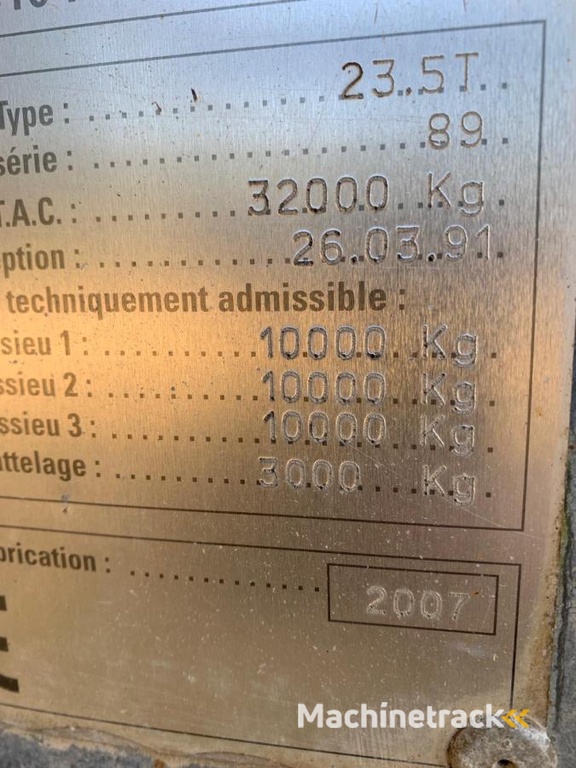 Type : 23.5T
série : 89
T.A.C. : 32000 Kg
ption : 26.03.91
techniquement admissible :
ssieu 1 : 10000 Kg
ssieu 2 : 10000 Kg
ssieu 3 : 10000 Kg
attelage : 3000 Kg
brication : 2007
Machinetrack